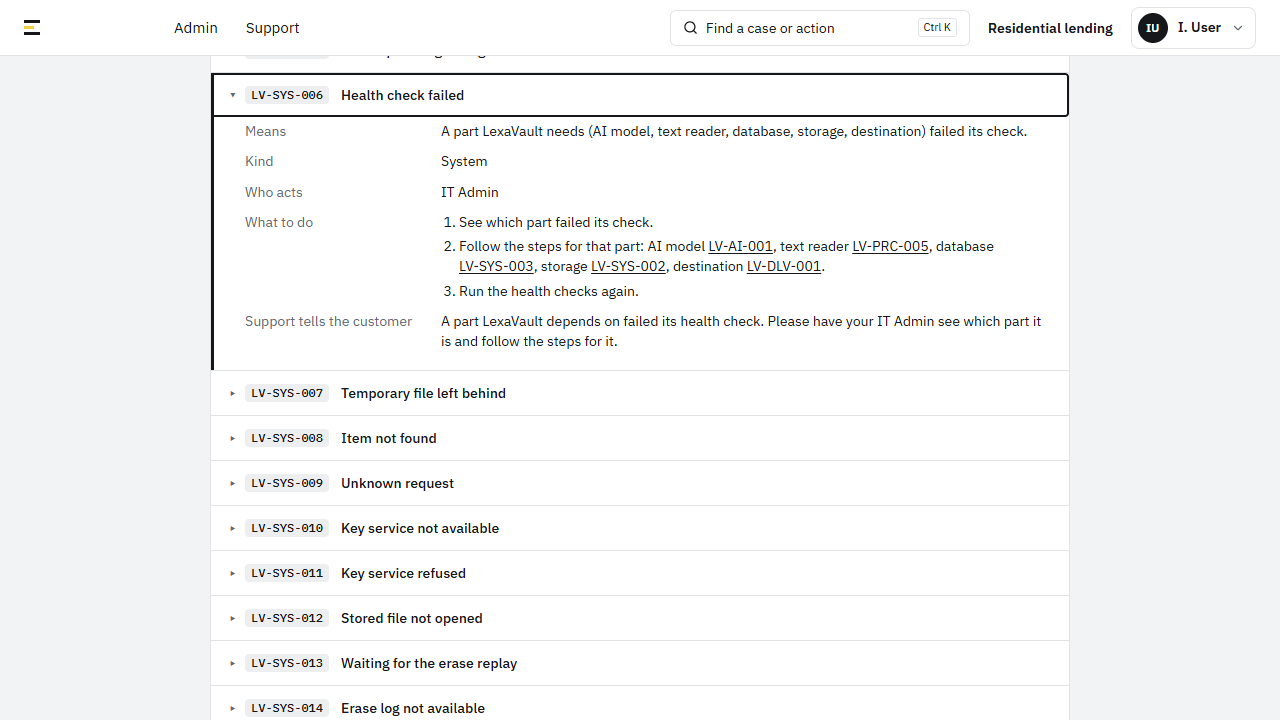 Admin
Support
Find a case or action
Ctrl K
Residential lending
IU
I. User
LV-SYS-006 Health check failed
Means A part LexaVault needs (AI model, text reader, database, storage, destination) failed its check.
Kind System
Who acts IT Admin
What to do 1. See which part failed its check.
2. Follow the steps for that part: AI model LV-AI-001, text reader LV-PRC-005, database
LV-SYS-003, storage LV-SYS-002, destination LV-DLV-001.
3. Run the health checks again.
Support tells the customer A part LexaVault depends on failed its health check. Please have your IT Admin see which part it
is and follow the steps for it.
LV-SYS-007 Temporary file left behind
LV-SYS-008 Item not found
LV-SYS-009 Unknown request
LV-SYS-010 Key service not available
LV-SYS-011 Key service refused
LV-SYS-012 Stored file not opened
LV-SYS-013 Waiting for the erase replay
LV-SYS-014 Erase log not available